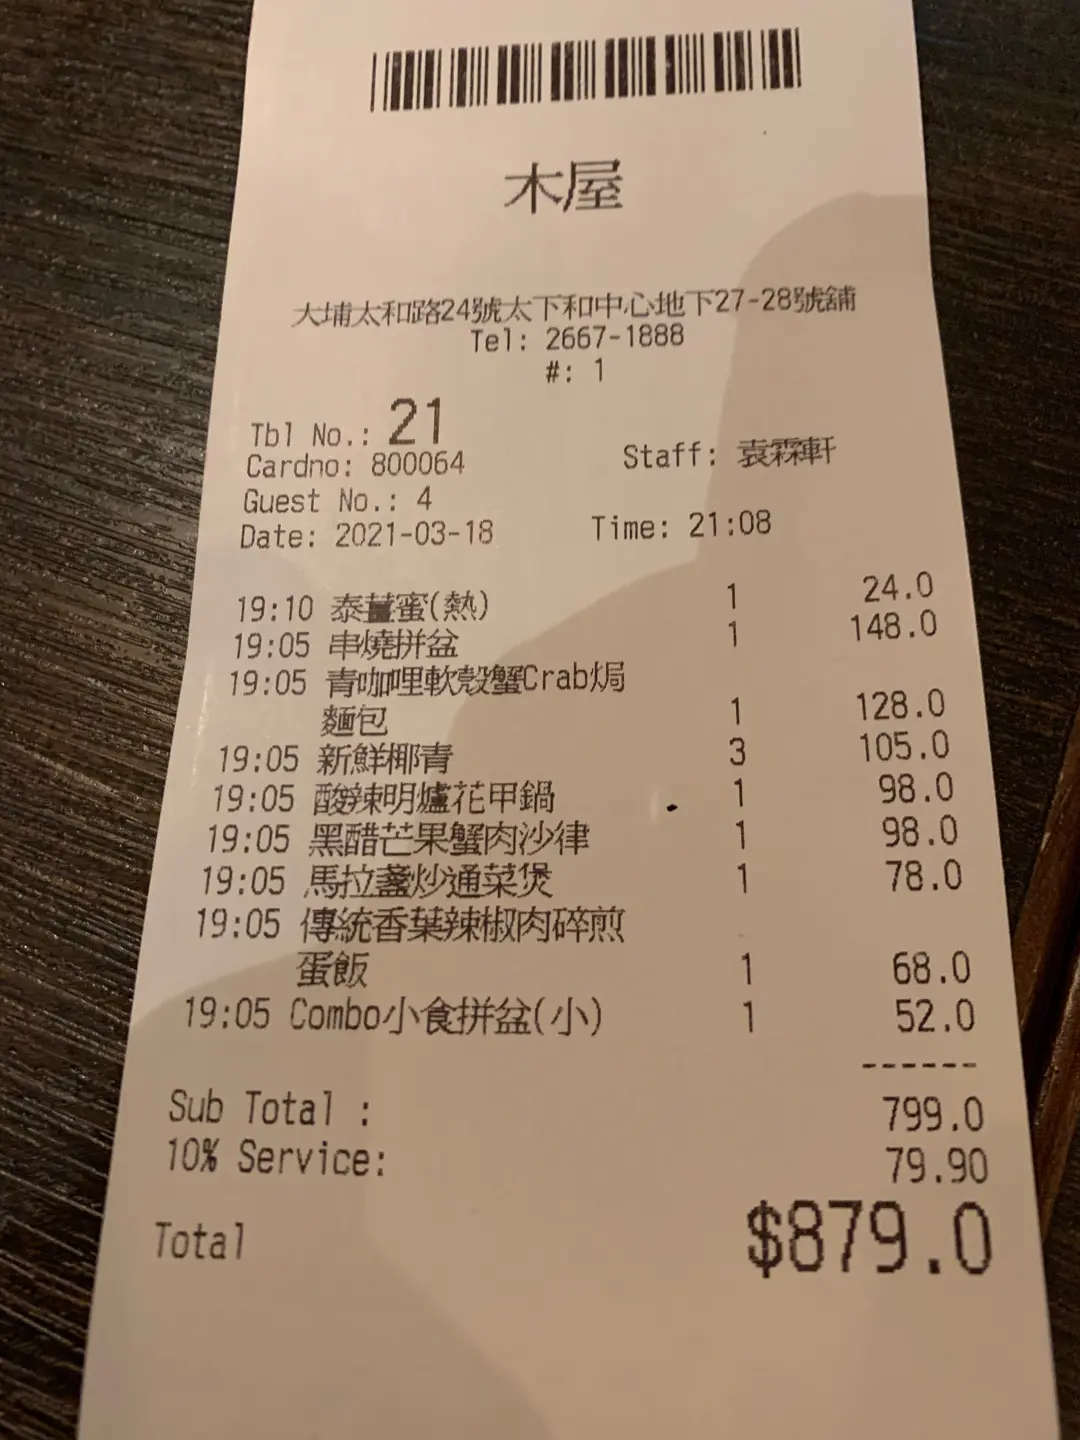 木屋
大埔太和路24號太下和中心地下27-28號舖
Tel: 2667-1888
#: 1
Tbl No.: 21
Cardno: 800064 Staff: 袁霖軒
Guest No.: 4
Date: 2021-03-18 Time: 21:08
19:10 泰薑蜜(熱) 1 24.0
19:05 串燒拼盆 1 148.0
19:05 青咖哩軟殼蟹Crab焗
麵包 1 128.0
19:05 新鮮椰青 3 105.0
19:05 酸辣明爐花甲鍋 1 98.0
19:05 黑醋芒果蟹肉沙律 1 98.0
19:05 馬拉盞炒通菜煲 1 78.0
19:05 傳統香葉辣椒肉碎煎
蛋飯 1 68.0
19:05 Combo小食拼盆(小) 1 52.0
------
Sub Total : 799.0
10% Service: 79.90
Total $879.0